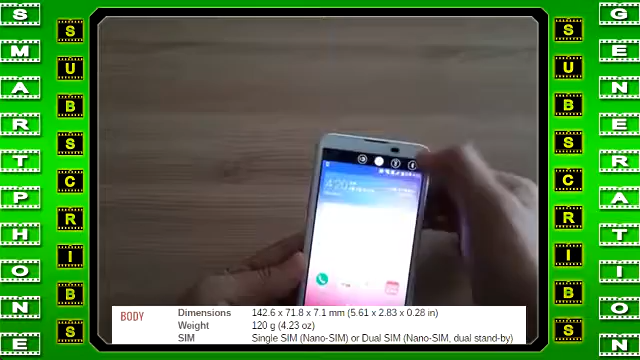 SMARTPHONE
SUBSCRIBS
4:20
BODY
Dimensions 142.6 x 71.8 x 7.1 mm (5.61 x 2.83 x 0.28 in)
Weight 120 g (4.23 oz)
SIM Single SIM (Nano-SIM) or Dual SIM (Nano-SIM, dual stand-by)
SUBSCRIBS
GENERATION